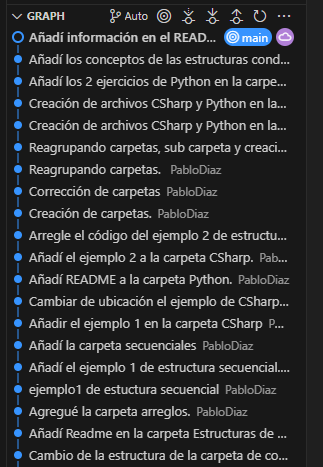 GRAPH Auto
Añadí información en el READ... main
Añadí los conceptos de las estructuras cond...
Añadí los 2 ejercicios de Python en la carpe...
Creación de archivos CSharp y Python en la...
Creación de archivos CSharp y Python en la...
Reagrupando carpetas, sub carpeta y creaci...
Reagrupando carpetas. PabloDiaz
Corrección de carpetas PabloDiaz
Creación de carpetas. PabloDiaz
Arregle el código del ejemplo 2 de estructu...
Añadí el ejemplo 2 a la carpeta CSharp. Pab...
Añadí README a la carpeta Python. PabloDiaz
Cambiar de ubicación el ejemplo de CSharp...
Añadir el ejemplo 1 en la carpeta CSharp P...
Añadí la carpeta secuenciales PabloDiaz
Añadí el ejemplo 1 de estructura secuencial....
ejemplo1 de estuctura secuencial PabloDiaz
Agregué la carpeta arreglos. PabloDiaz
Añadí Readme en la carpeta Estructuras de ...
Cambio de la estructura de la carpeta de co...